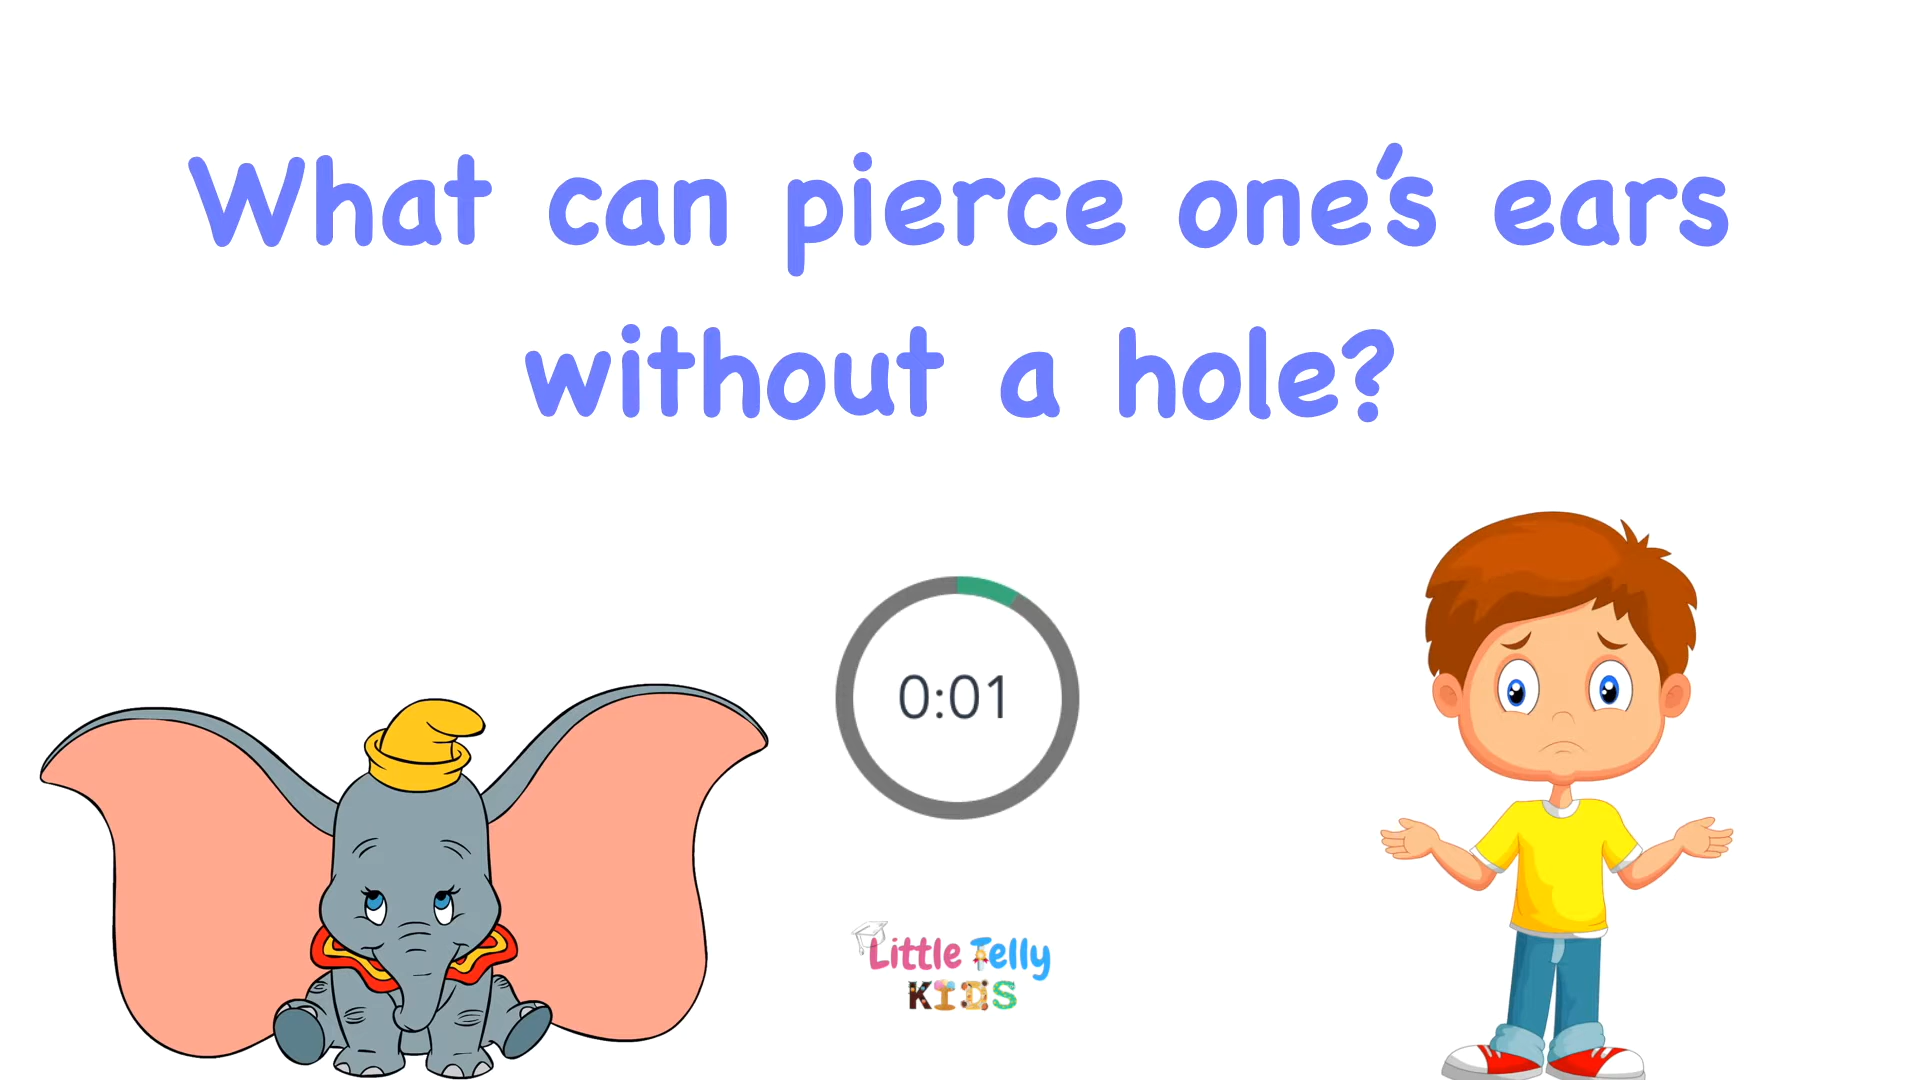 What can pierce one's ears
without a hole?
0:01
Little Telly
KIDS